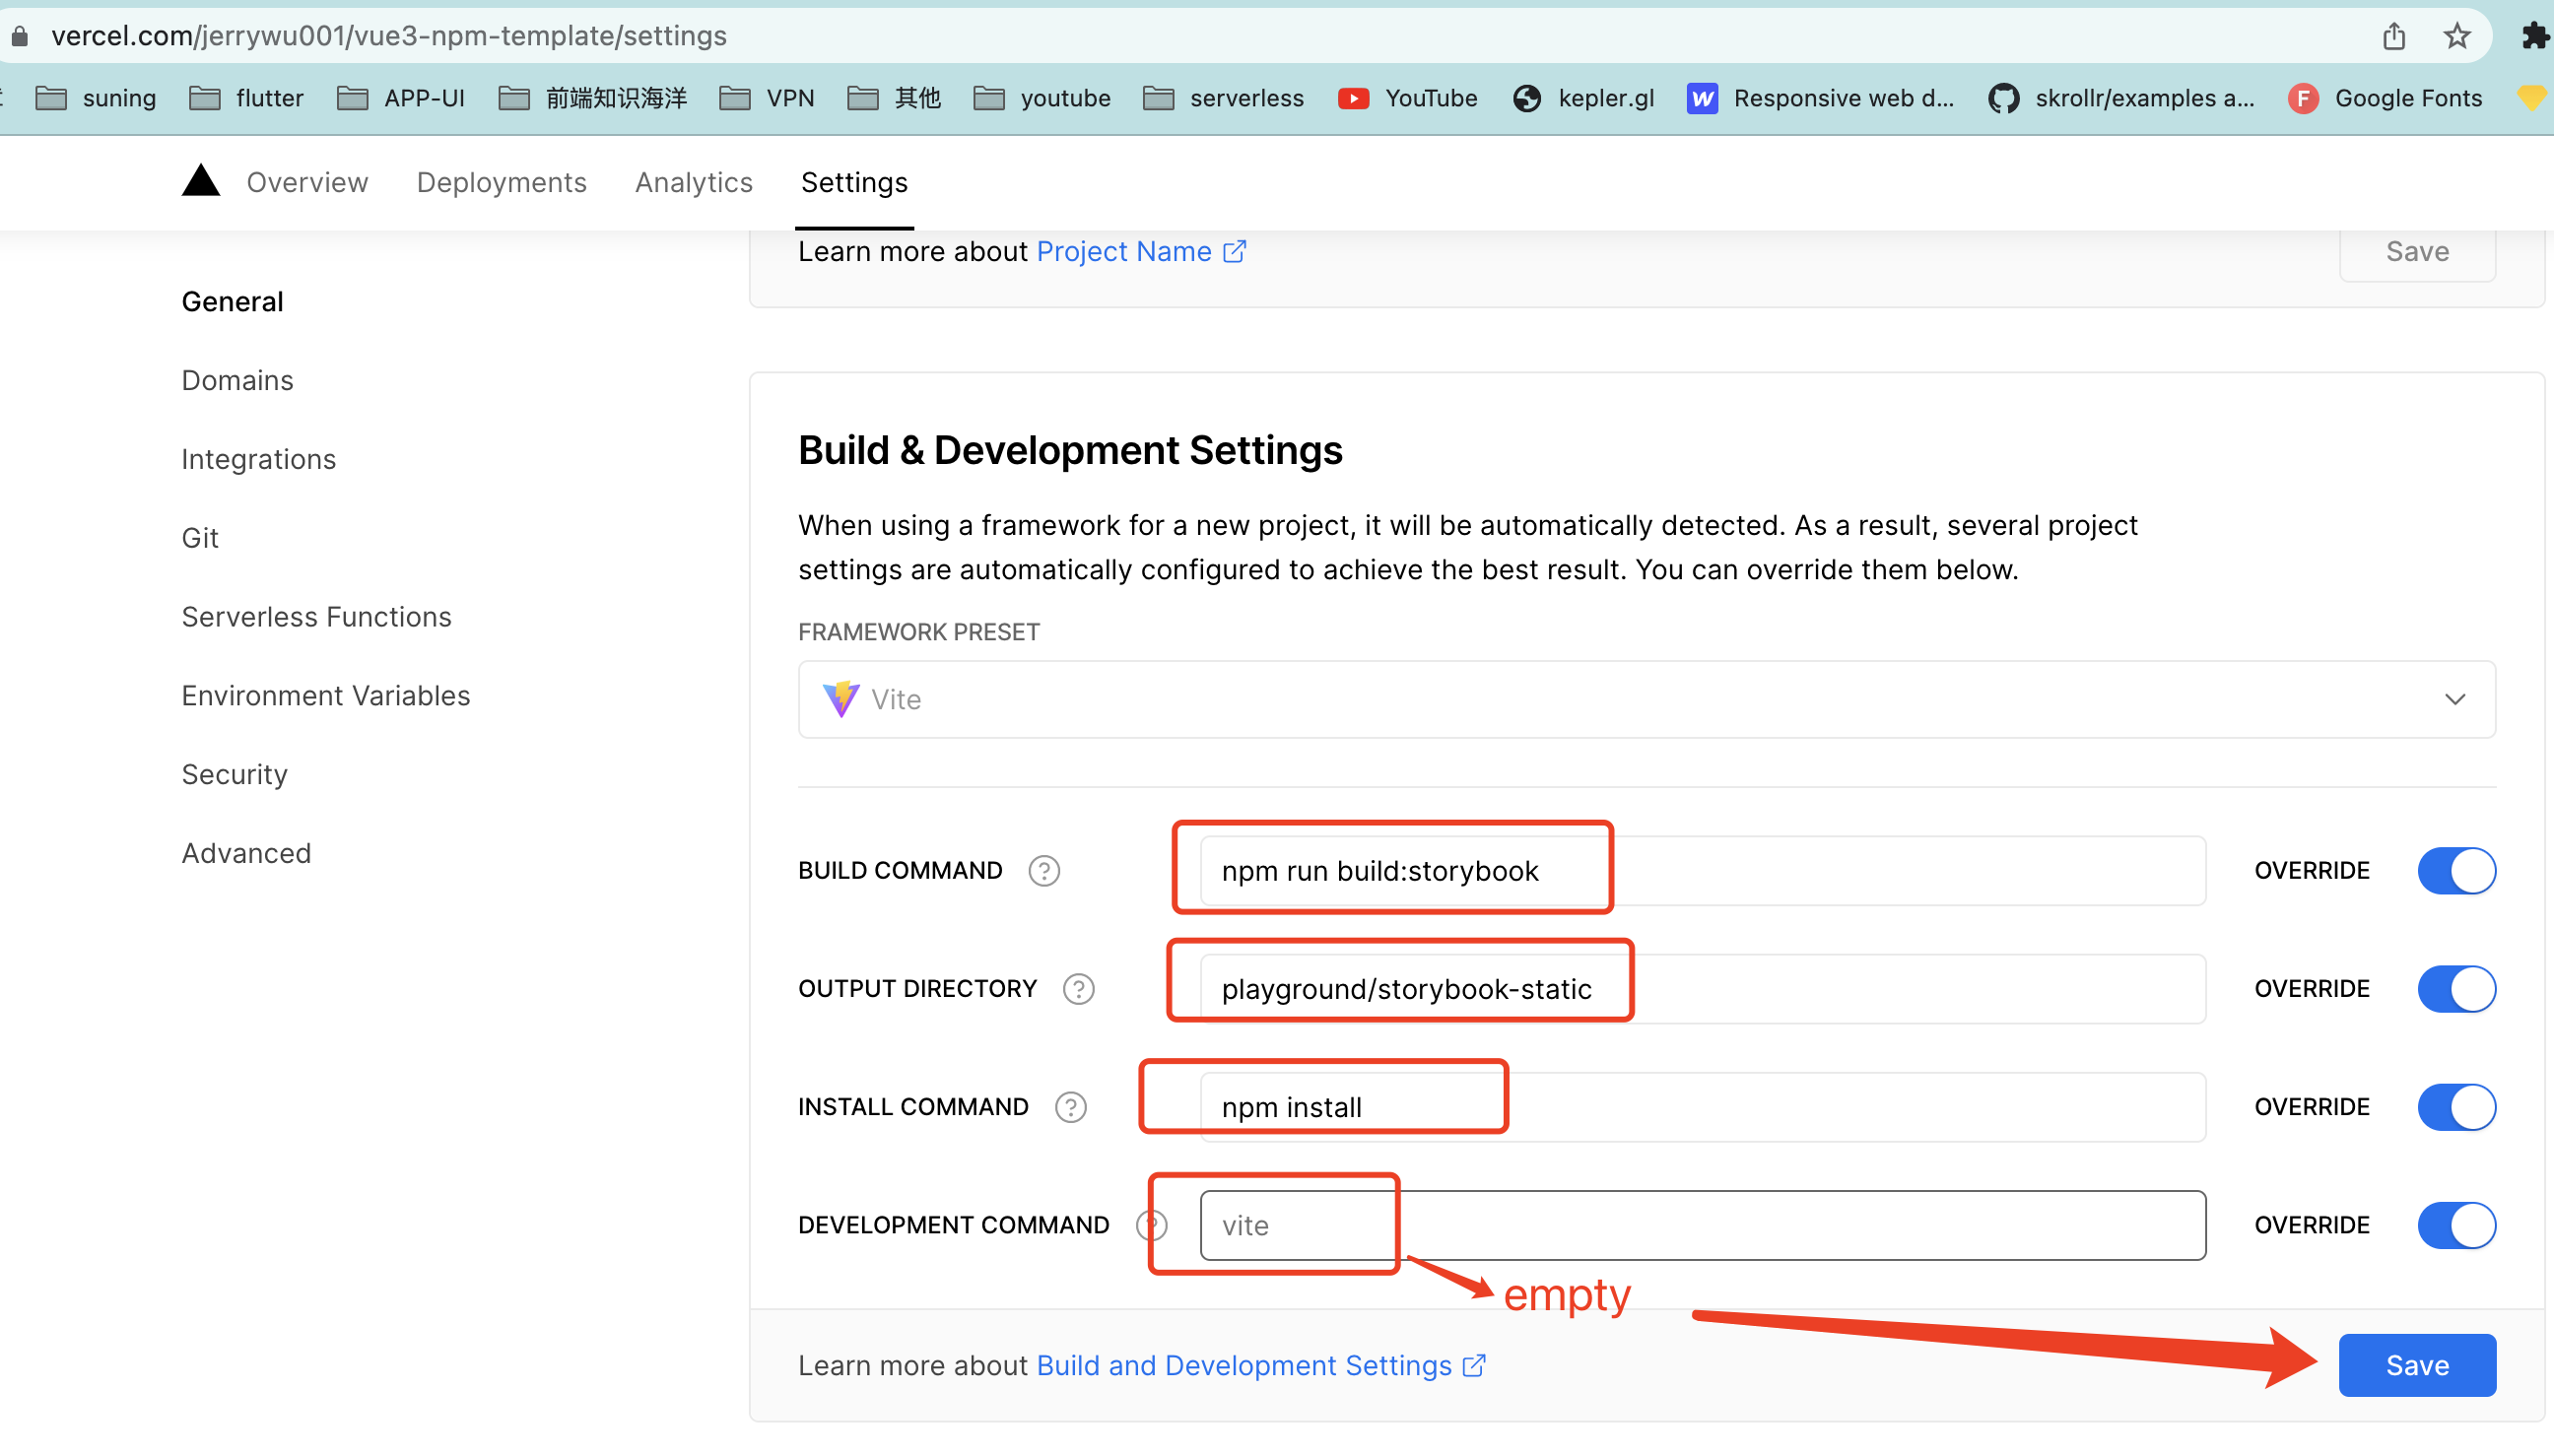 vercel.com/jerrywu001/vue3-npm-template/settings
suning flutter APP-UI 前端知识海洋 VPN 其他 youtube serverless YouTube kepler.gl W Responsive web d... skrollr/examples a... F Google Fonts
Overview Deployments Analytics Settings
Learn more about Project Name Save
General
Domains
Integrations
Git
Serverless Functions
Environment Variables
Security
Advanced
Build & Development Settings
When using a framework for a new project, it will be automatically detected. As a result, several project
settings are automatically configured to achieve the best result. You can override them below.
FRAMEWORK PRESET
Vite
BUILD COMMAND ? npm run build:storybook OVERRIDE
OUTPUT DIRECTORY ? playground/storybook-static OVERRIDE
INSTALL COMMAND ? npm install OVERRIDE
DEVELOPMENT COMMAND ? vite OVERRIDE
empty
Learn more about Build and Development Settings Save